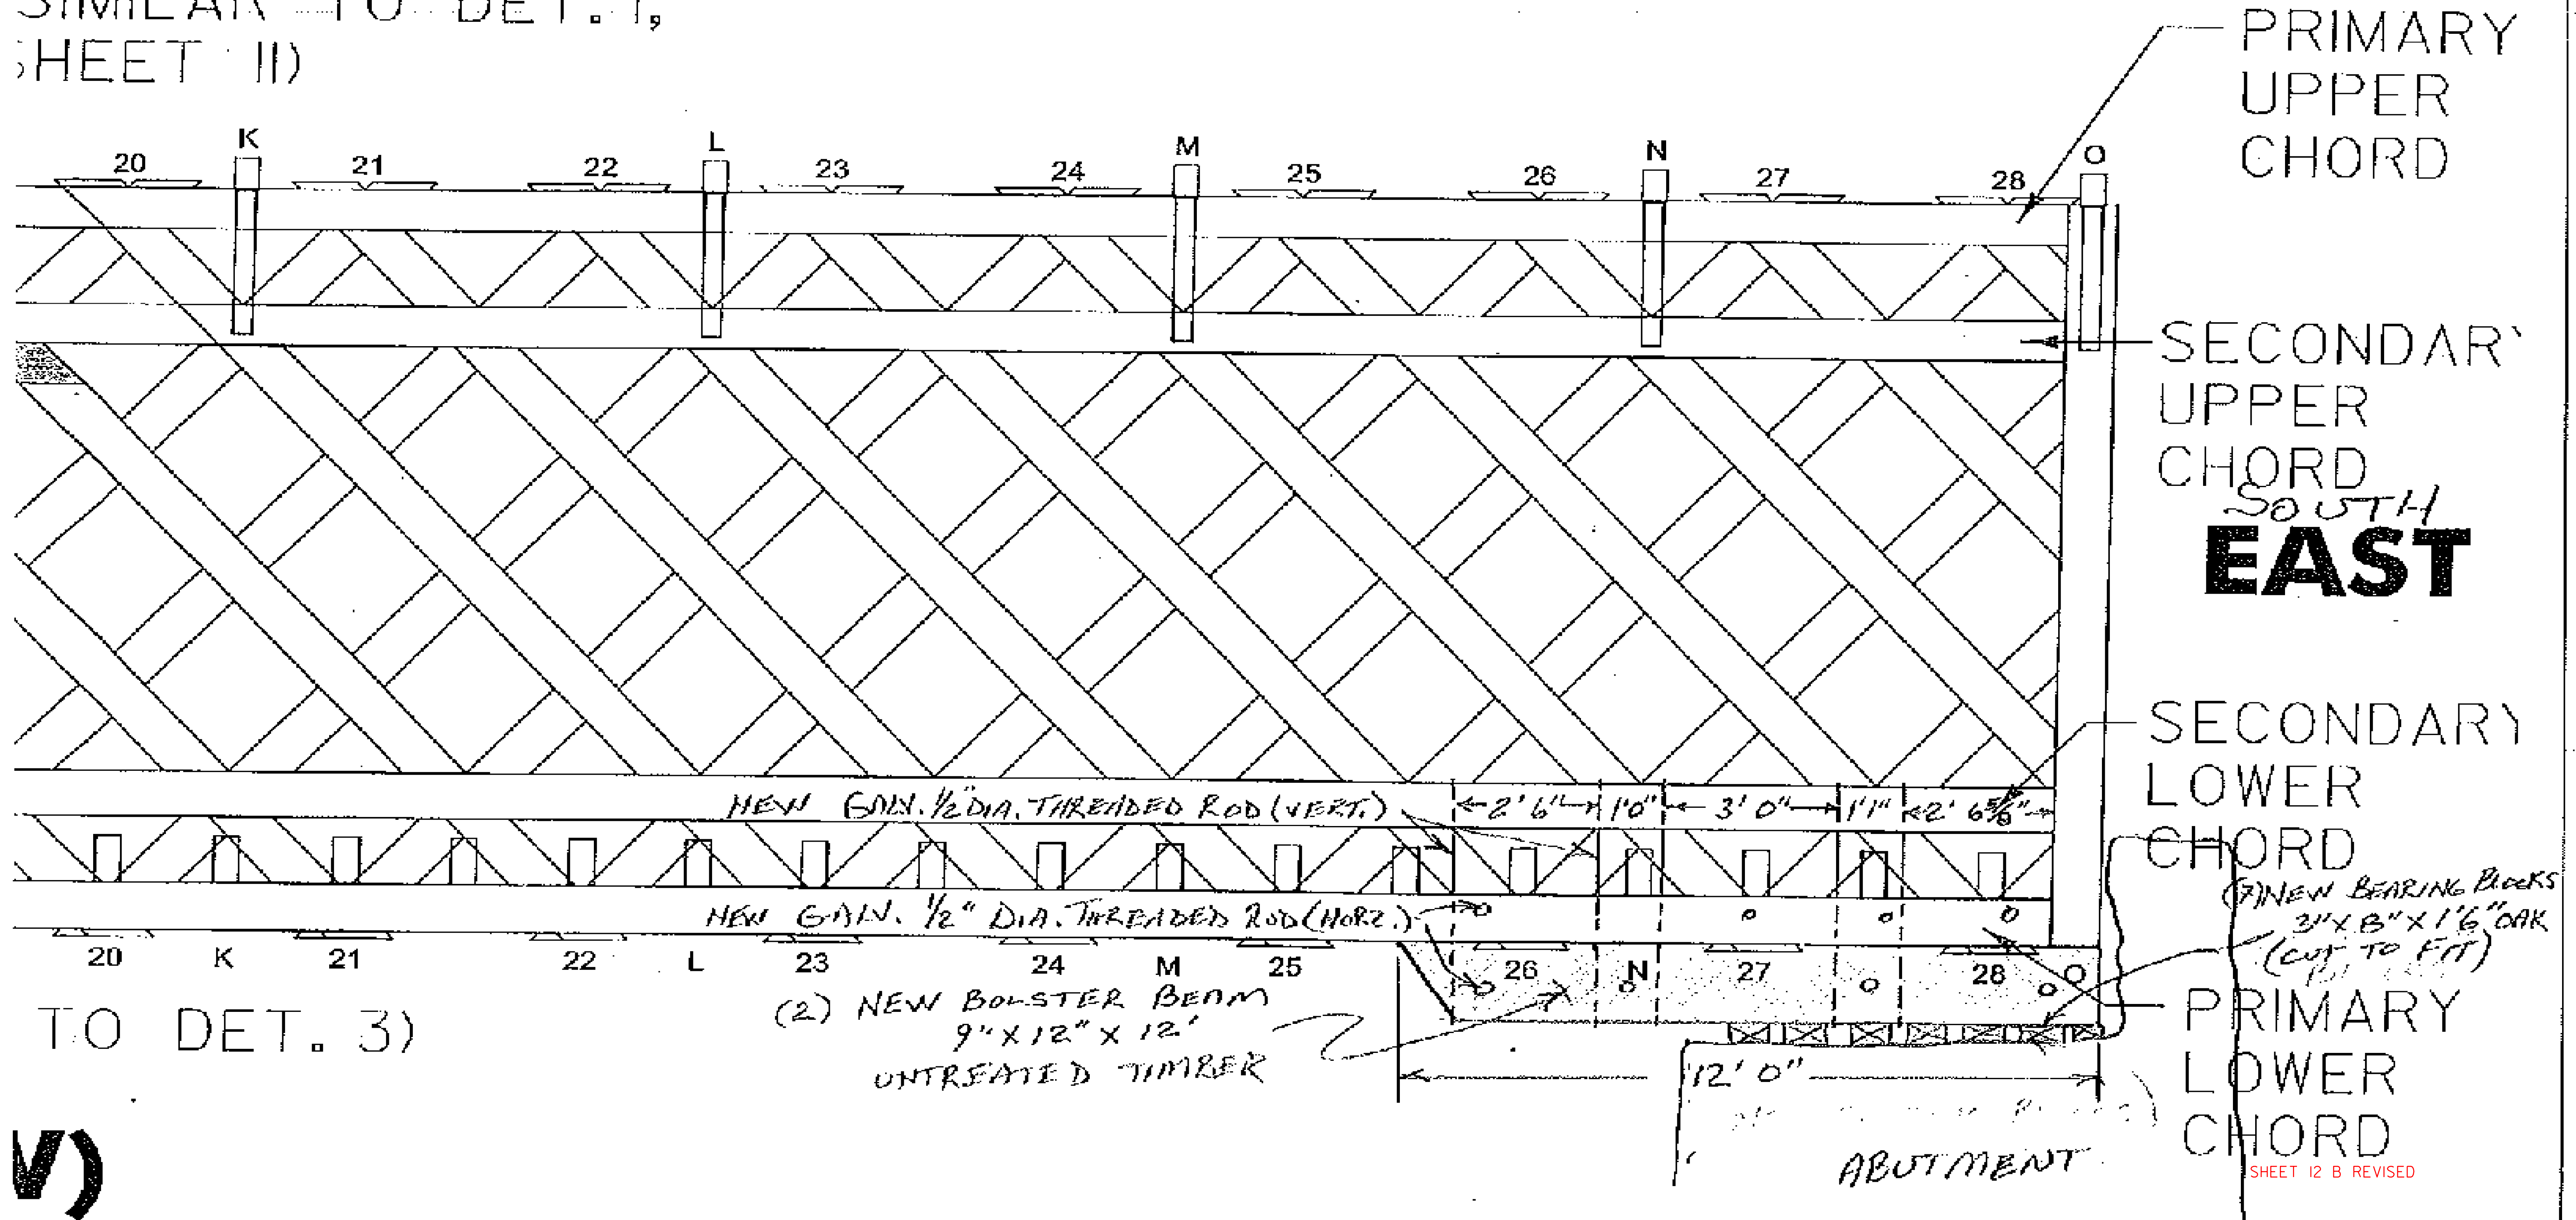 SIMILAR TO DET. 1,
SHEET 11)
PRIMARY
UPPER
CHORD
K L M N O
20 21 22 23 24 25 26 27 28
SECONDARY
UPPER
CHORD
SOUTH
EAST
SECONDARY
LOWER
CHORD
NEW GALV. 1/2" DIA. THREADED ROD (VERT.)
2' 6" 1'0" 3' 0" 1'1" 2' 6 5/8"
NEW GALV. 1/2" DIA. THREADED ROD (HORZ.)
(7) NEW BEARING BLOCKS
3" X 8" X 1'6" OAK
(CUT TO FIT)
20 K 21 22 L 23 24 M 25 26 N 27 28 O
(2) NEW BOLSTER BEAM
9" X 12" X 12'
UNTREATED TIMBER
TO DET. 3)
PRIMARY
LOWER
CHORD
12' 0"
ABUTMENT
W)
SHEET 12 B REVISED